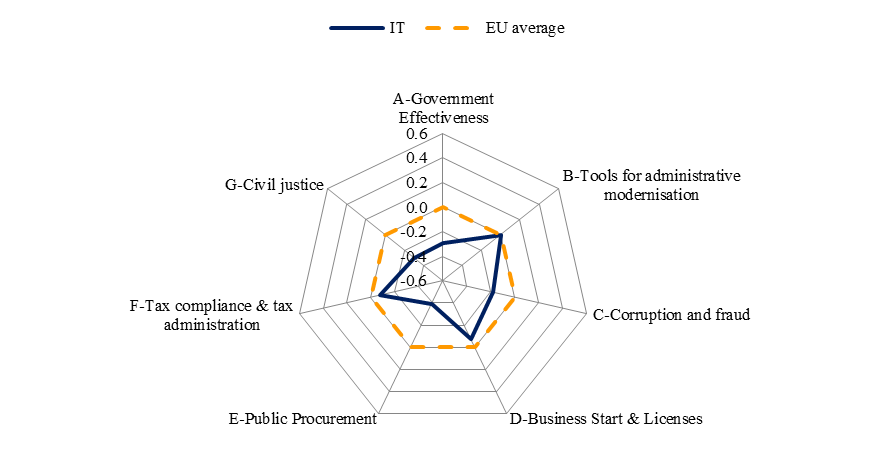 IT EU average
A-Government
Effectiveness
0.6
0.4
0.2
0.0
-0.2
-0.4
-0.6
B-Tools for administrative
modernisation
G-Civil justice
C-Corruption and fraud
F-Tax compliance & tax
administration
E-Public Procurement
D-Business Start & Licenses